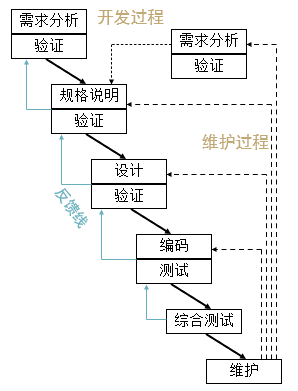 开发过程
需求分析
验证
需求分析
验证
规格说明
验证
维护过程
设计
验证
反馈线
编码
测试
综合测试
维护